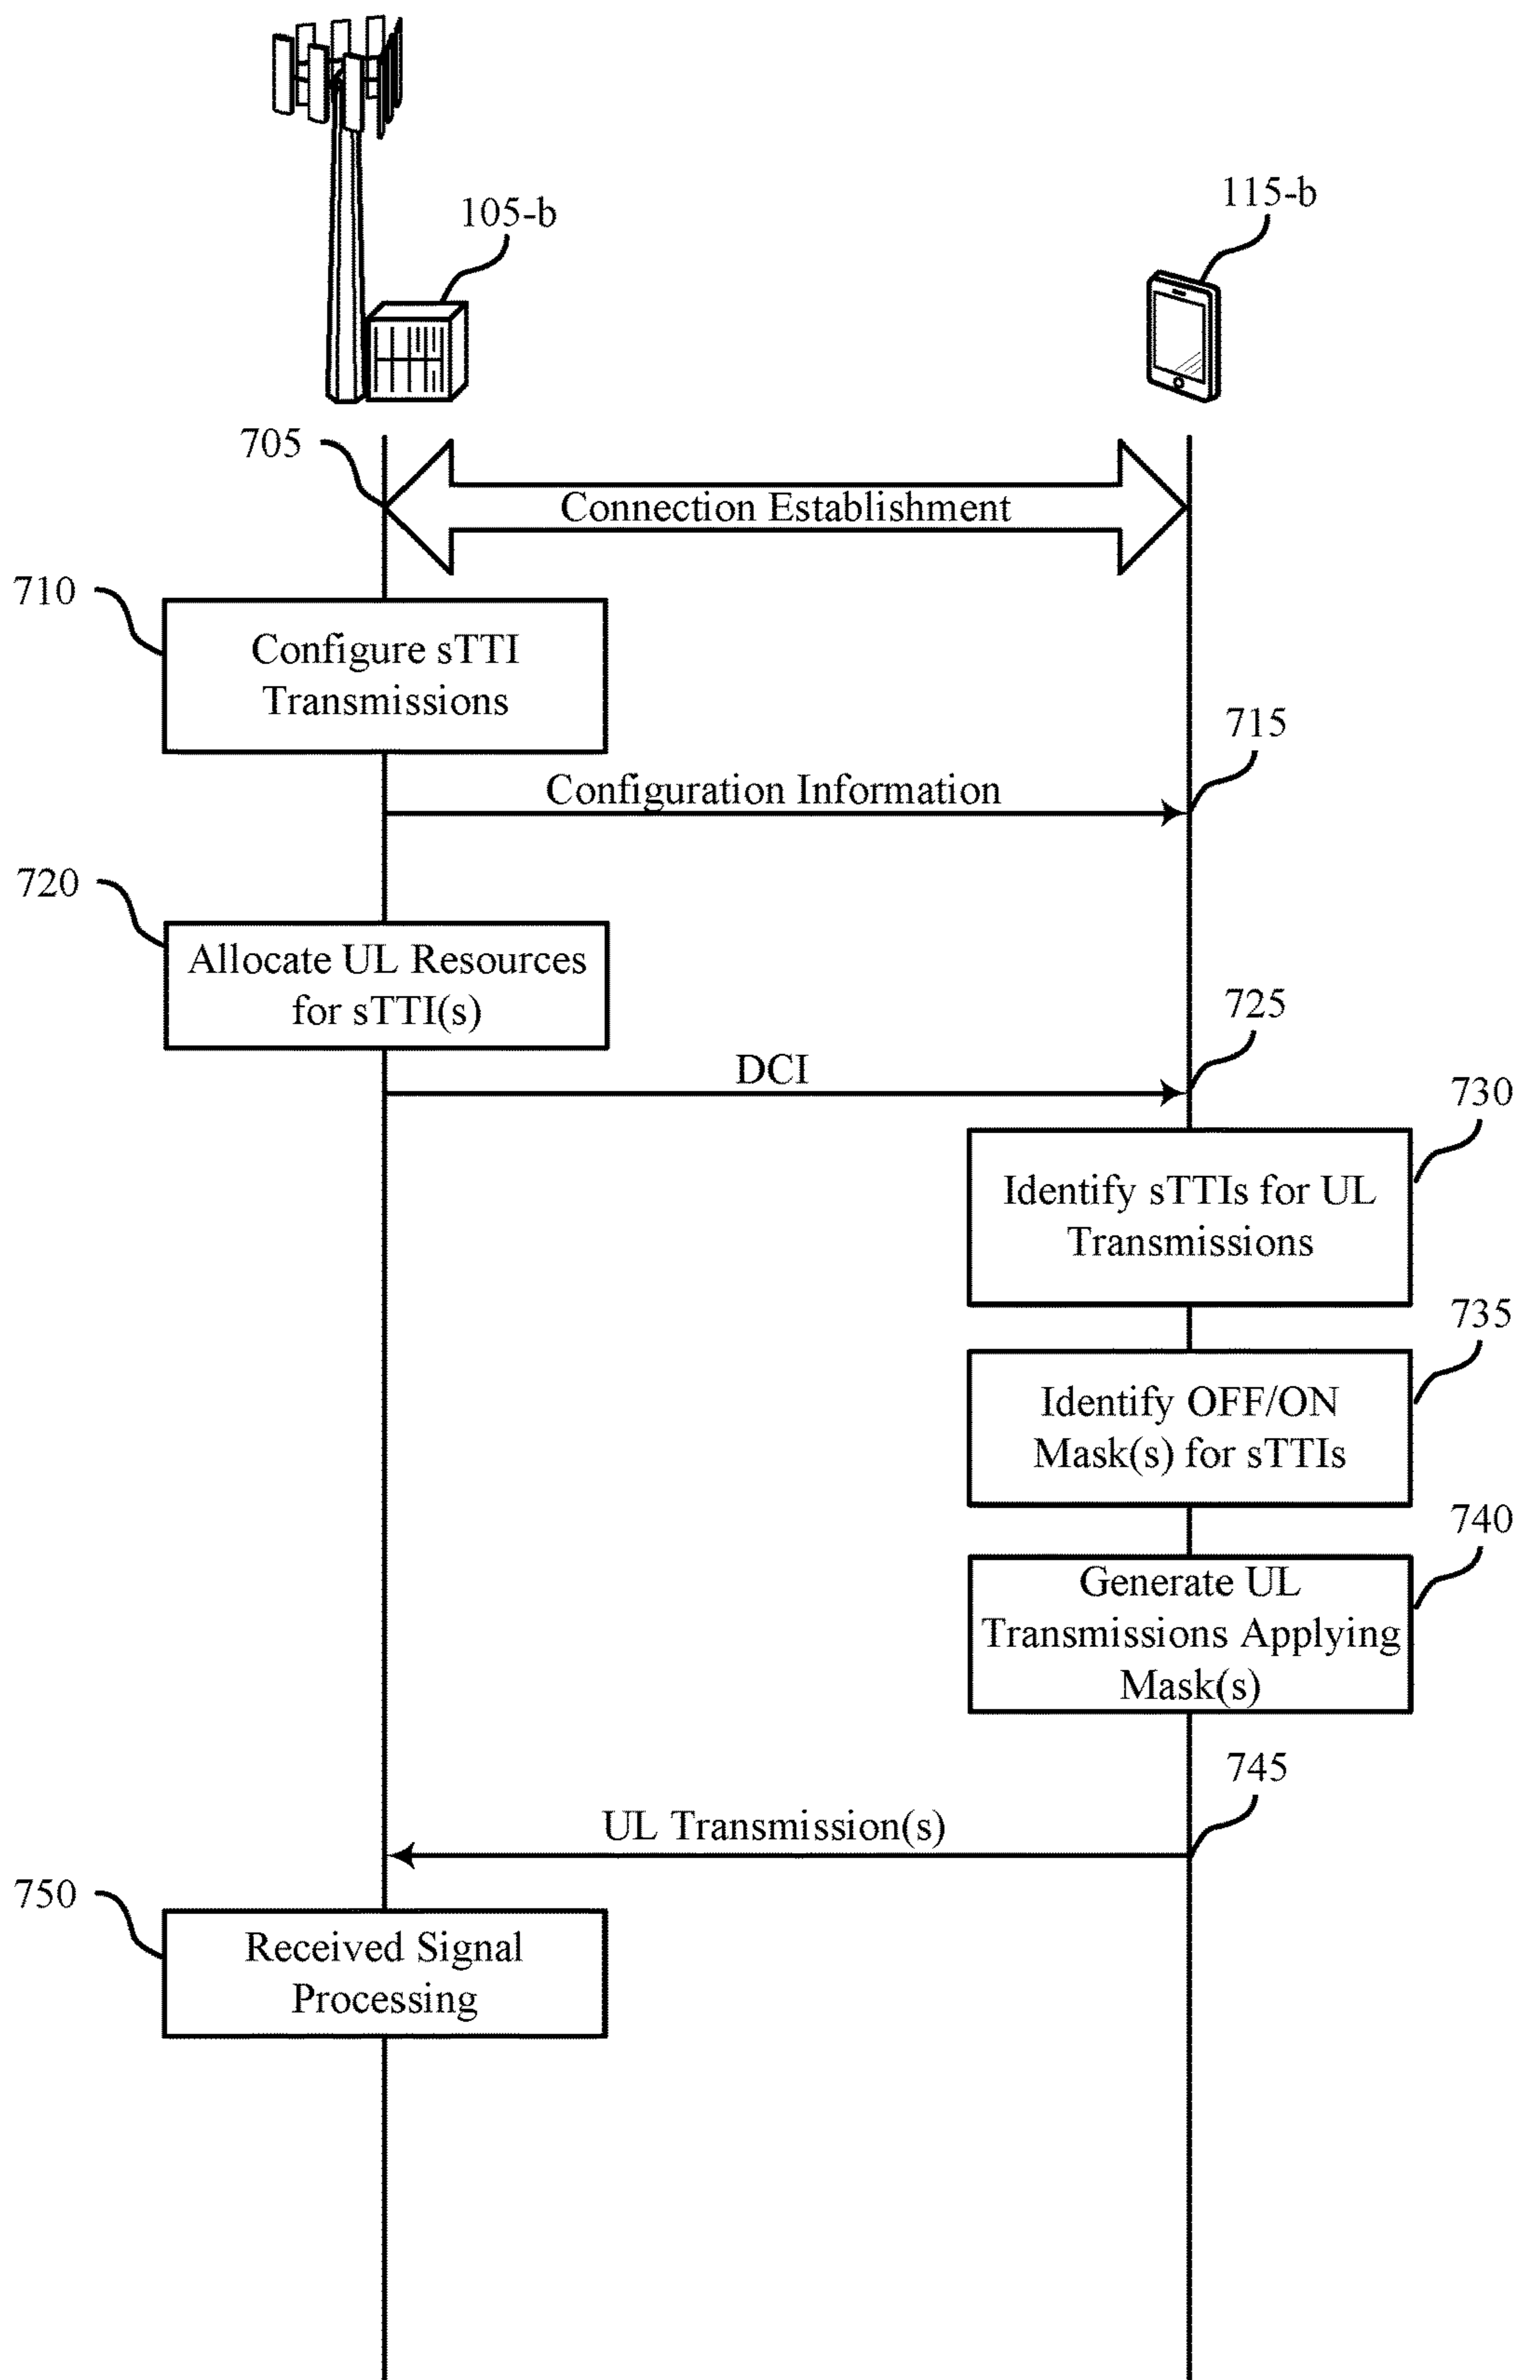 115-b
105-b
705
Connection Establishment
710
Configure sTTI
Transmissions
715
Configuration Information
720
Allocate UL Resources
for sTTI(s)
725
DCI
730
Identify sTTIs for UL
Transmissions
735
Identify OFF/ON
Mask(s) for sTTIs
740
Generate UL
Transmissions Applying
Mask(s)
745
UL Transmission(s)
750
Received Signal
Processing